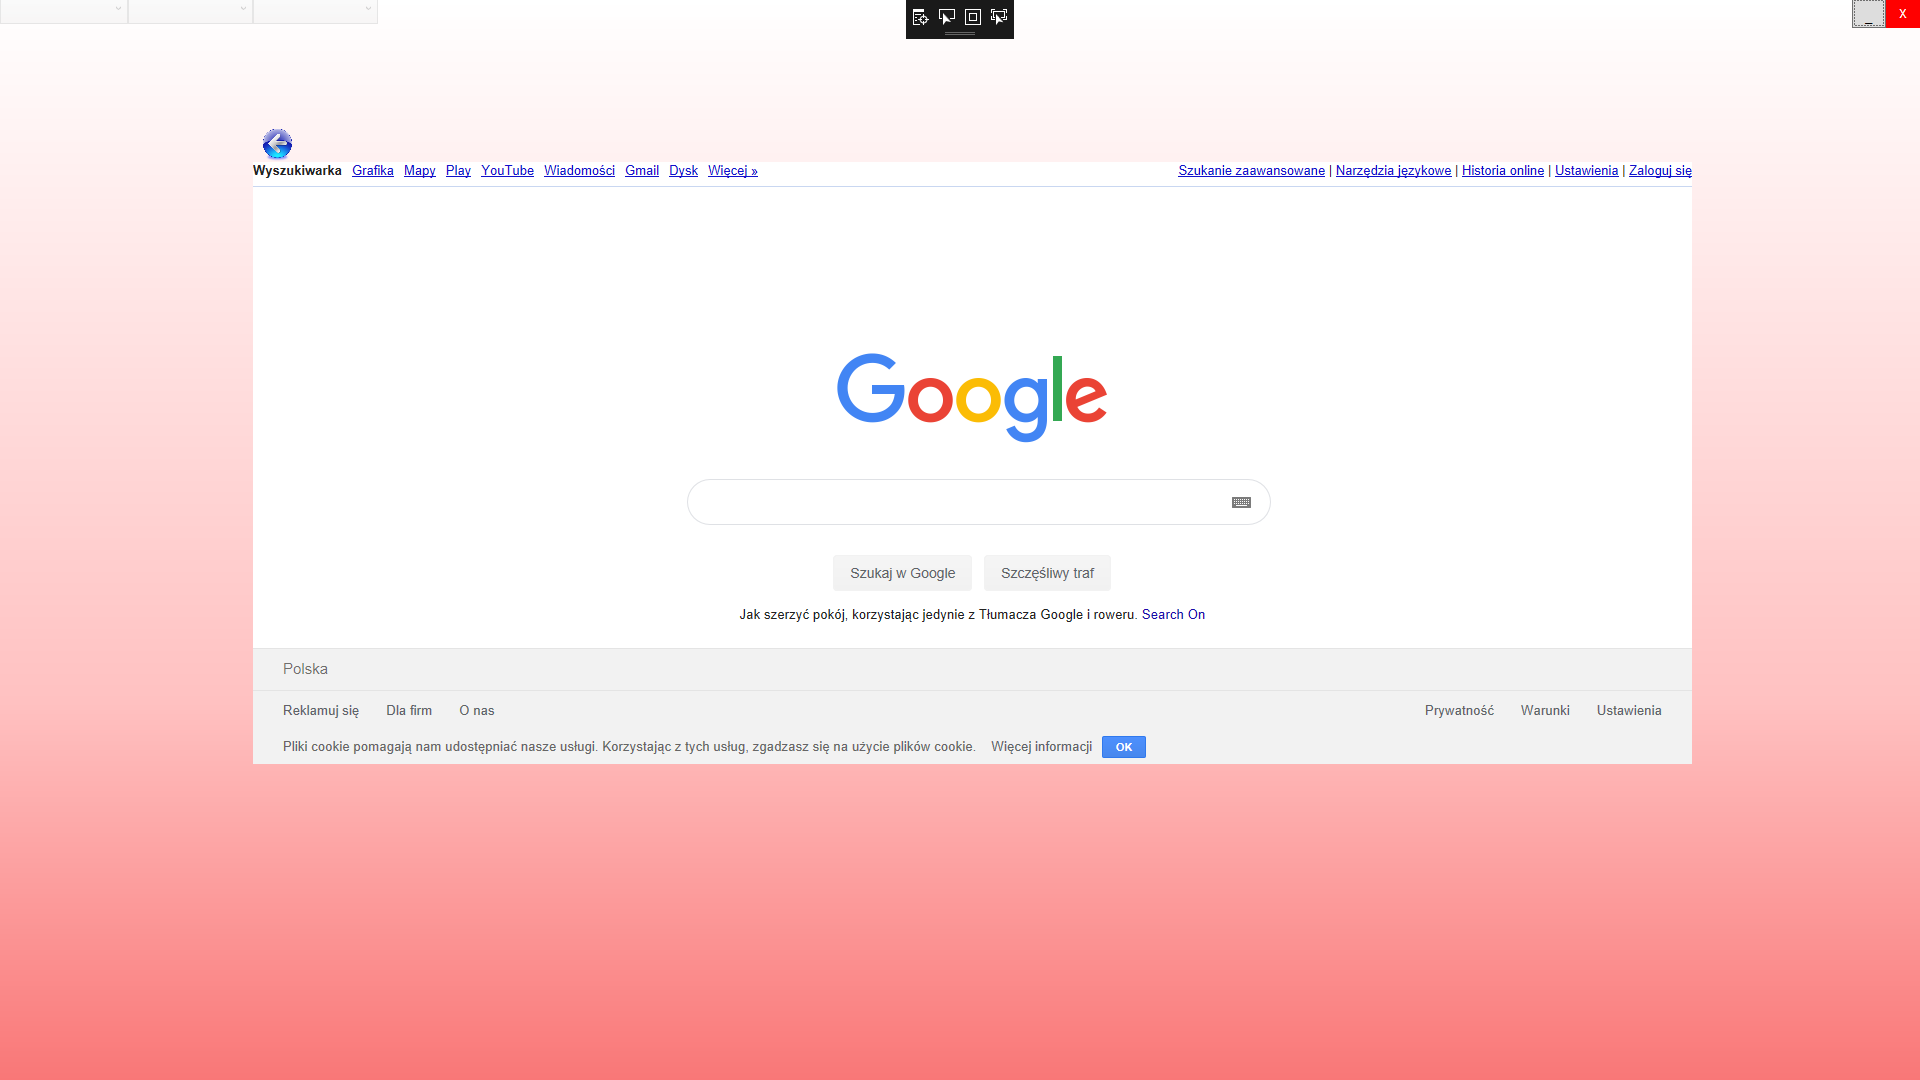 _ X
Wyszukiwarka Grafika Mapy Play YouTube Wiadomości Gmail Dysk Więcej » Szukanie zaawansowane | Narzędzia językowe | Historia online | Ustawienia | Zaloguj się
Google
Szukaj w Google Szczęśliwy traf
Jak szerzyć pokój, korzystając jedynie z Tłumacza Google i roweru. Search On
Polska
Reklamuj się Dla firm O nas Prywatność Warunki Ustawienia
Pliki cookie pomagają nam udostępniać nasze usługi. Korzystając z tych usług, zgadzasz się na użycie plików cookie. Więcej informacji OK